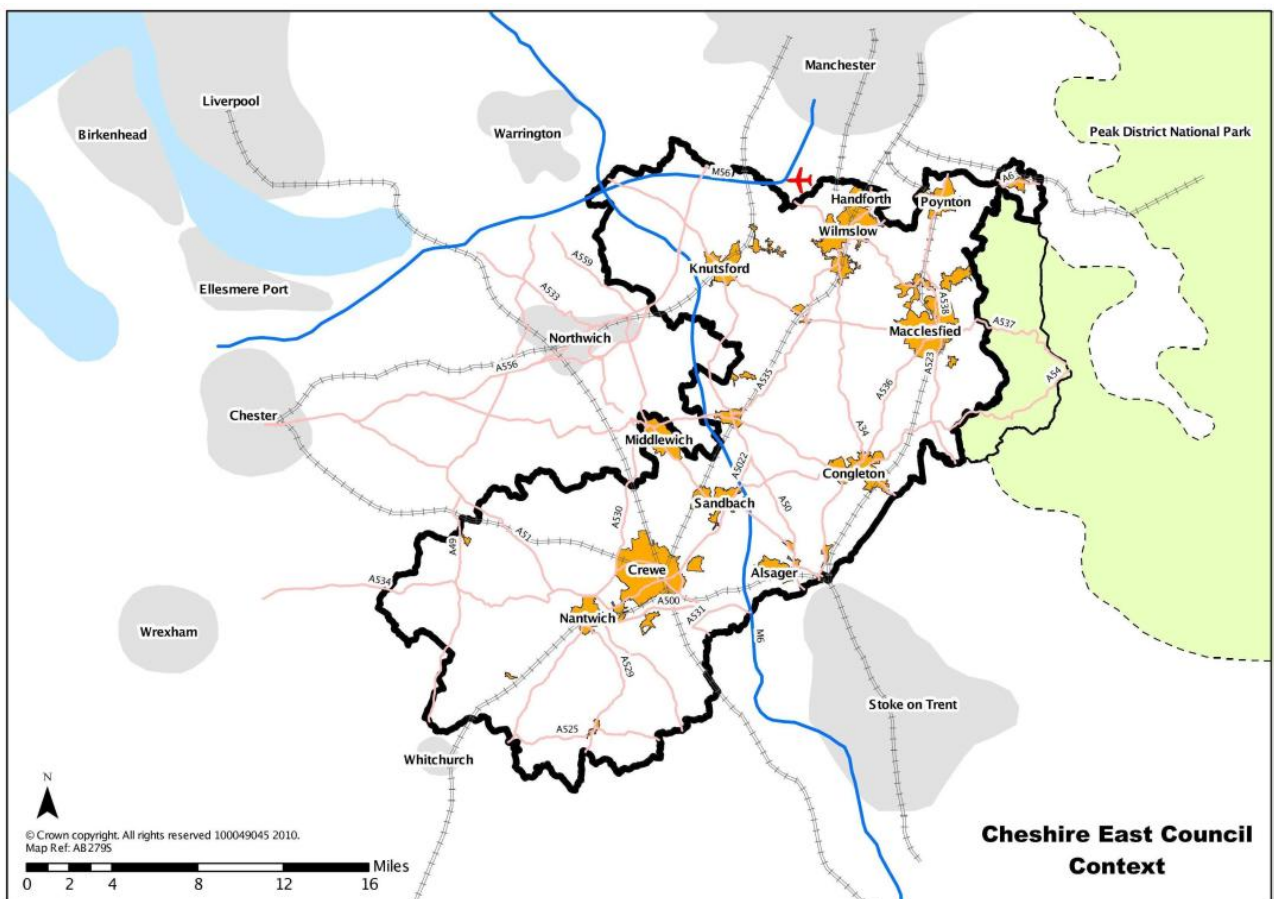 Manchester
Liverpool
Birkenhead
Warrington
Peak District National Park
M56
A6
Handforth
Poynton
Wilmslow
Knutsford
A559
Ellesmere Port
A533
A538
Northwich
Macclesfied
A537
A556
A523
A535
A536
A54
Chester
Middlewich
A34
A5022
Congleton
Sandbach
A50
A530
A49
A51
Crewe
Alsager
A534
A500
Nantwich
A531
Wrexham
M6
A529
Stoke on Trent
A525
Whitchurch
N
© Crown copyright. All rights reserved 100049045 2010.
Map Ref: AB279S
Miles
0 2 4 8 12 16
Cheshire East Council
Context